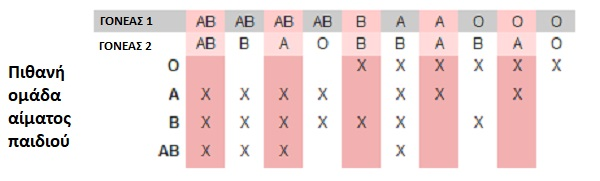 ΓΟΝΕΑΣ 1 AB AB AB AB B A A O O O
ΓΟΝΕΑΣ 2 AB B A O B B A B A O
Πιθανή
ομάδα
αίματος
παιδιού
O X X X X X X
A X X X X X X X
B X X X X X X X
AB X X X X